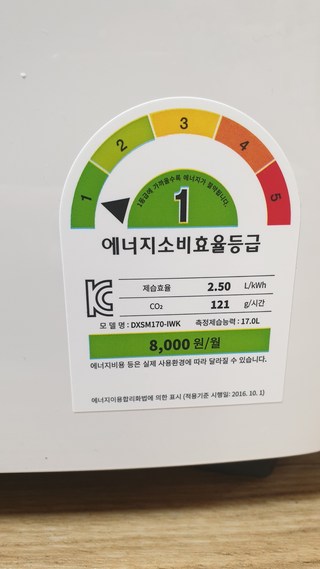 1 2 3 4 5
1등급에 가까울수록 에너지가 절약됩니다.
1
에너지소비효율등급
제습효율 2.50 L/kWh
CO₂ 121 g/시간
모 델 명 : DXSM170-IWK 측정제습능력 : 17.0L
8,000 원/월
에너지비용 등은 실제 사용환경에 따라 달라질 수 있습니다.
에너지이용합리화법에 의한 표시 (적용기준 시행일: 2016. 10. 1)